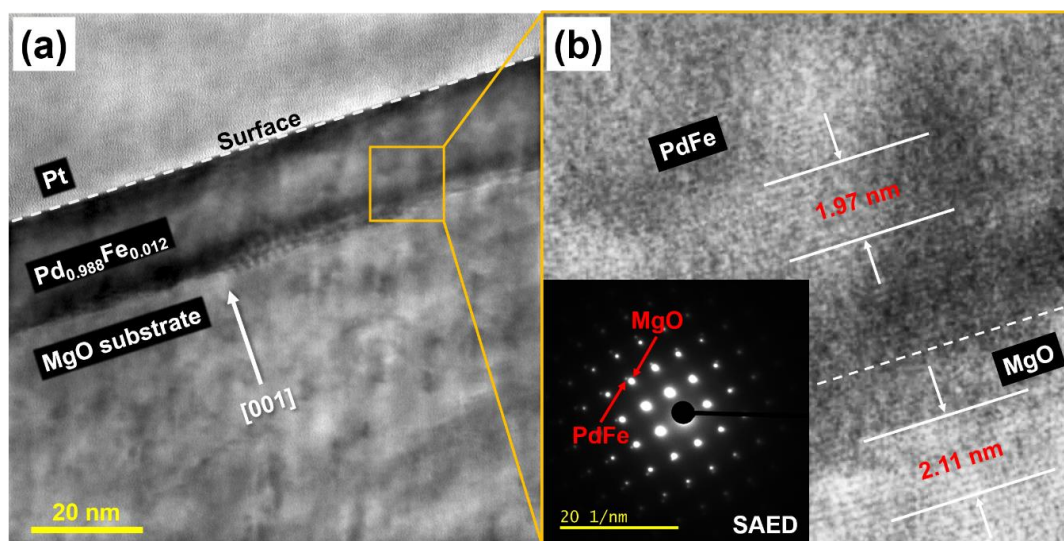 (a)
Surface
Pt
Pd0.988Fe0.012
MgO substrate
[001]
20 nm
(b)
PdFe
1.97 nm
MgO
2.11 nm
MgO
PdFe
20 1/nm
SAED